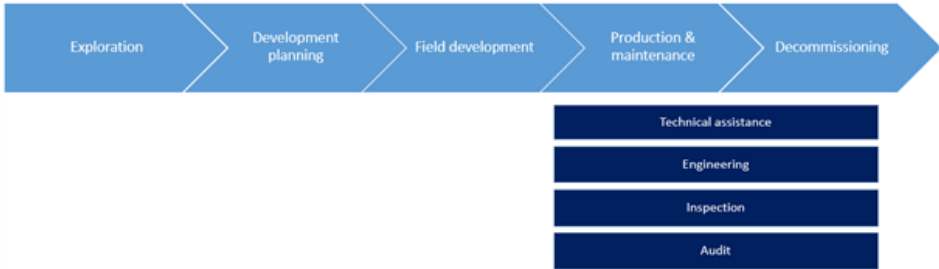 Exploration
Development
planning
Field development
Production &
maintenance
Decommissioning
Technical assistance
Engineering
Inspection
Audit